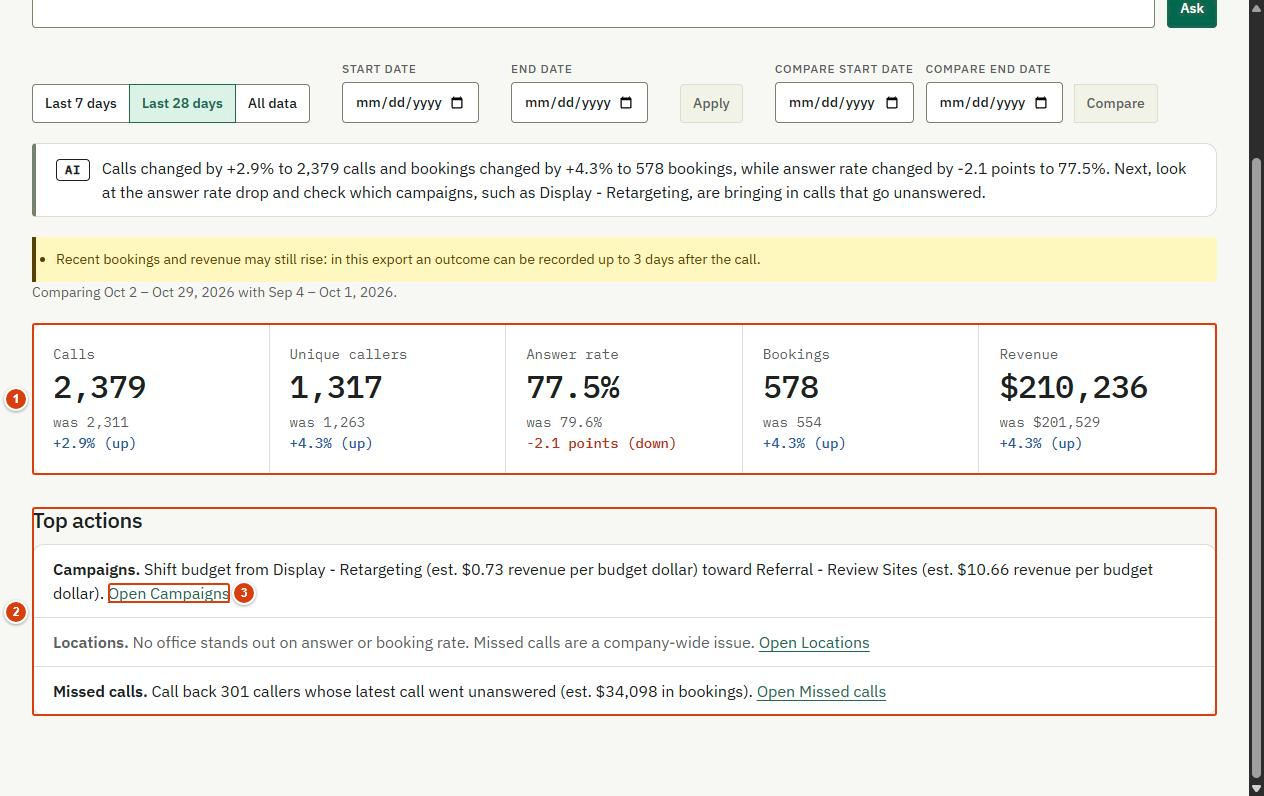 Ask
START DATE
END DATE
COMPARE START DATE
COMPARE END DATE
Last 7 days
Last 28 days
All data
mm/dd/yyyy
mm/dd/yyyy
Apply
mm/dd/yyyy
mm/dd/yyyy
Compare
AI
Calls changed by +2.9% to 2,379 calls and bookings changed by +4.3% to 578 bookings, while answer rate changed by -2.1 points to 77.5%. Next, look
at the answer rate drop and check which campaigns, such as Display - Retargeting, are bringing in calls that go unanswered.
• Recent bookings and revenue may still rise: in this export an outcome can be recorded up to 3 days after the call.
Comparing Oct 2 – Oct 29, 2026 with Sep 4 – Oct 1, 2026.
1
Calls
2,379
was 2,311
+2.9% (up)
Unique callers
1,317
was 1,263
+4.3% (up)
Answer rate
77.5%
was 79.6%
-2.1 points (down)
Bookings
578
was 554
+4.3% (up)
Revenue
$210,236
was $201,529
+4.3% (up)
2
Top actions
Campaigns. Shift budget from Display - Retargeting (est. $0.73 revenue per budget dollar) toward Referral - Review Sites (est. $10.66 revenue per budget
dollar). Open Campaigns 3
Locations. No office stands out on answer or booking rate. Missed calls are a company-wide issue. Open Locations
Missed calls. Call back 301 callers whose latest call went unanswered (est. $34,098 in bookings). Open Missed calls